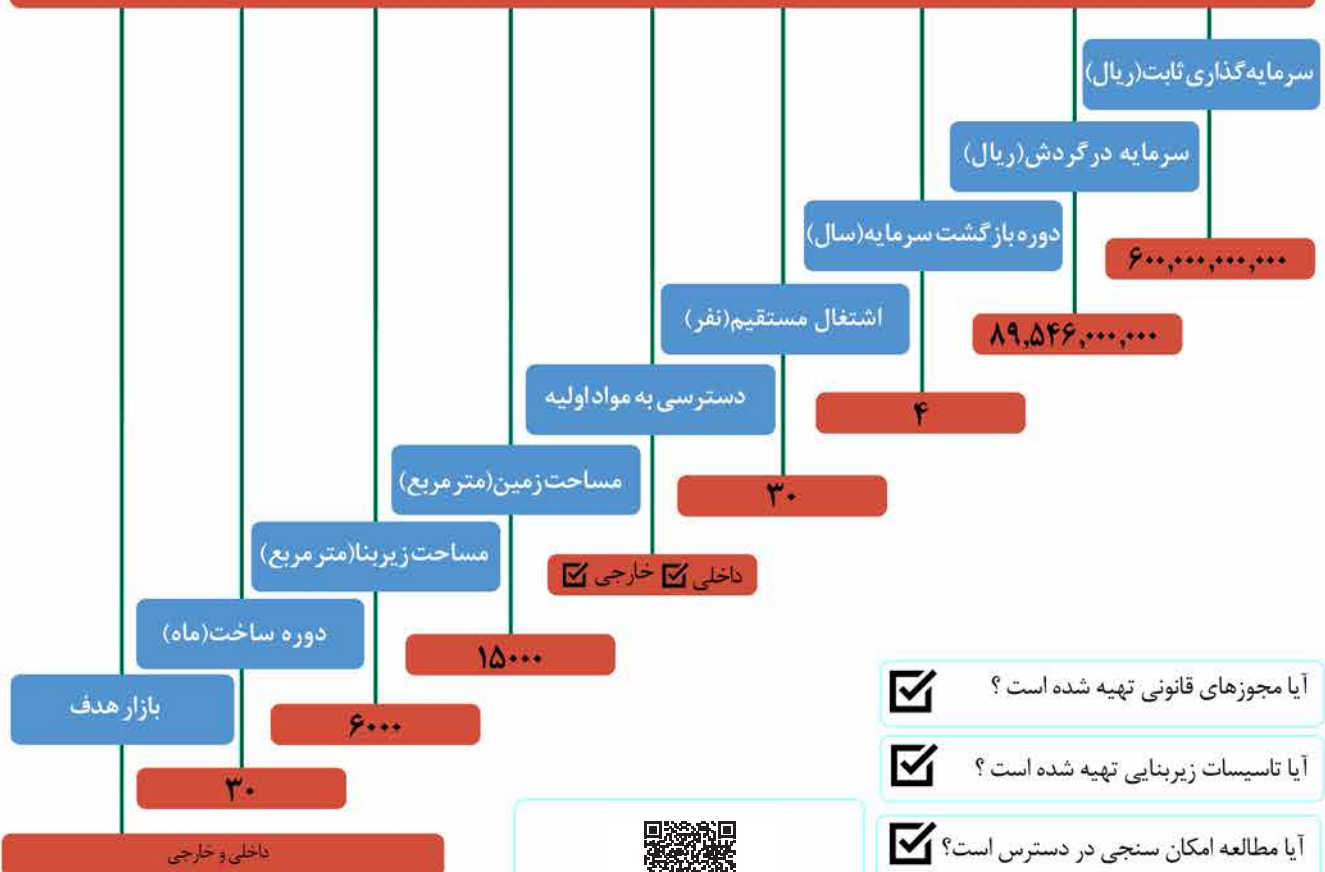 سرمایه‌گذاری ثابت(ریال)
۶۰۰,۰۰۰,۰۰۰,۰۰۰
سرمایه در گردش(ریال)
۸۹,۵۴۶,۰۰۰,۰۰۰
دوره بازگشت سرمایه(سال)
۴
اشتغال مستقیم(نفر)
۳۰
دسترسی به مواد اولیه
داخلی ☑ خارجی ☑
مساحت زمین(متر مربع)
۱۵۰۰۰
مساحت زیربنا(متر مربع)
۶۰۰۰
دوره ساخت(ماه)
۳۰
بازار هدف
داخلی و خارجی
آیا مجوزهای قانونی تهیه شده است ؟ ☑
آیا تاسیسات زیربنایی تهیه شده است ؟ ☑
آیا مطالعه امکان سنجی در دسترس است؟ ☑